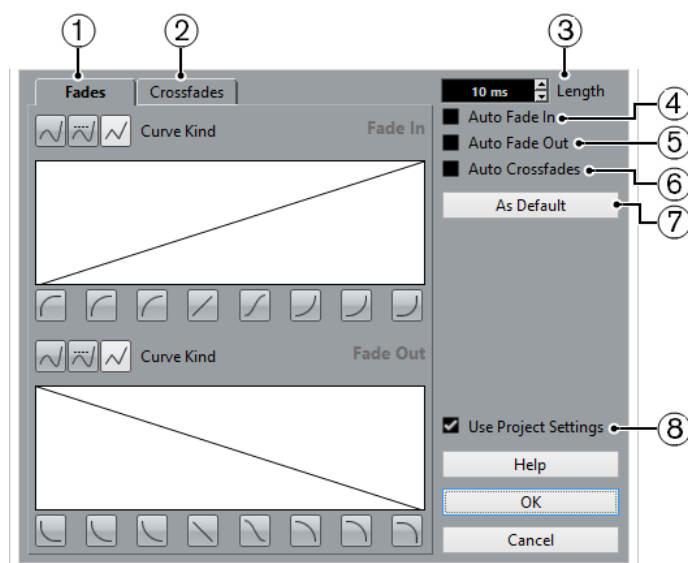 1
2
3
Fades
Crossfades
10 ms
Length
4
Auto Fade In
5
Auto Fade Out
6
Auto Crossfades
7
As Default
Curve Kind
Fade In
Curve Kind
Fade Out
Use Project Settings
8
Help
OK
Cancel